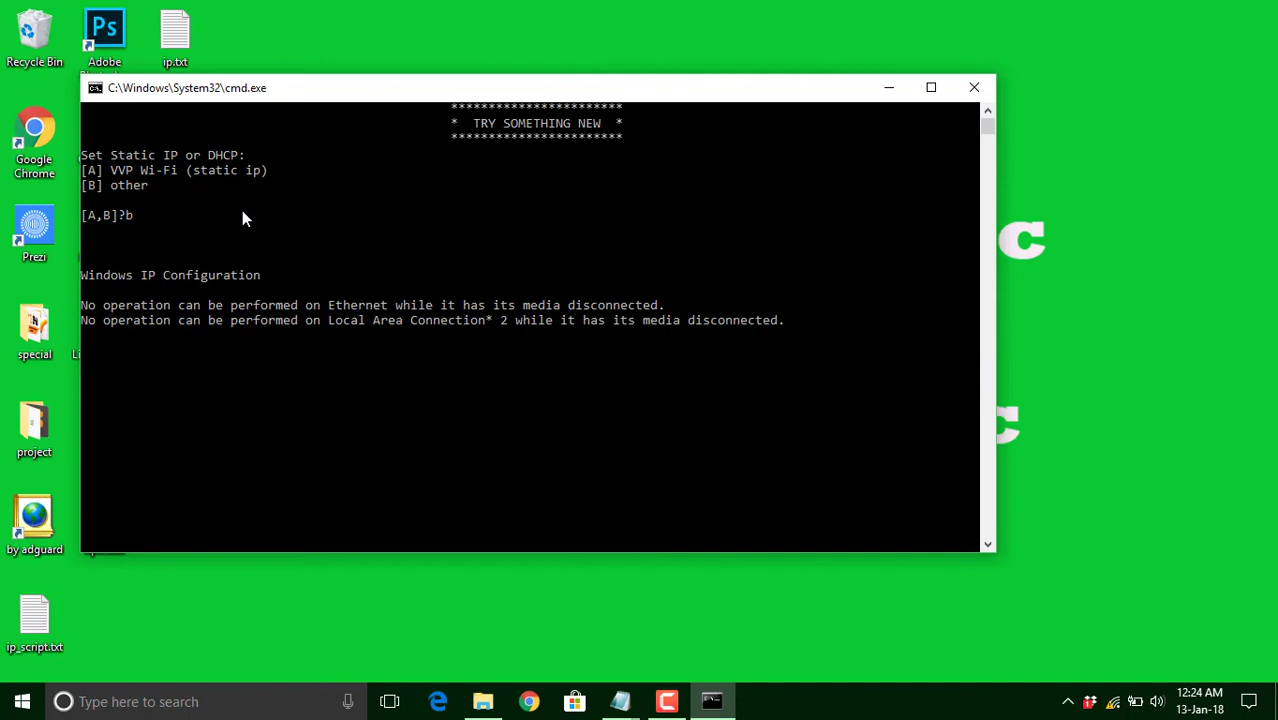 Recycle Bin
Ps
Adobe
ip.txt
Google
Chrome
Prezi
special
Li
project
by adguard
ip_script.txt
C:\Windows\System32\cmd.exe
***********************
* TRY SOMETHING NEW *
***********************
Set Static IP or DHCP:
[A] VVP Wi-Fi (static ip)
[B] other
[A,B]?b
Windows IP Configuration
No operation can be performed on Ethernet while it has its media disconnected.
No operation can be performed on Local Area Connection* 2 while it has its media disconnected.
c
c
Type here to search
12:24 AM
13-Jan-18